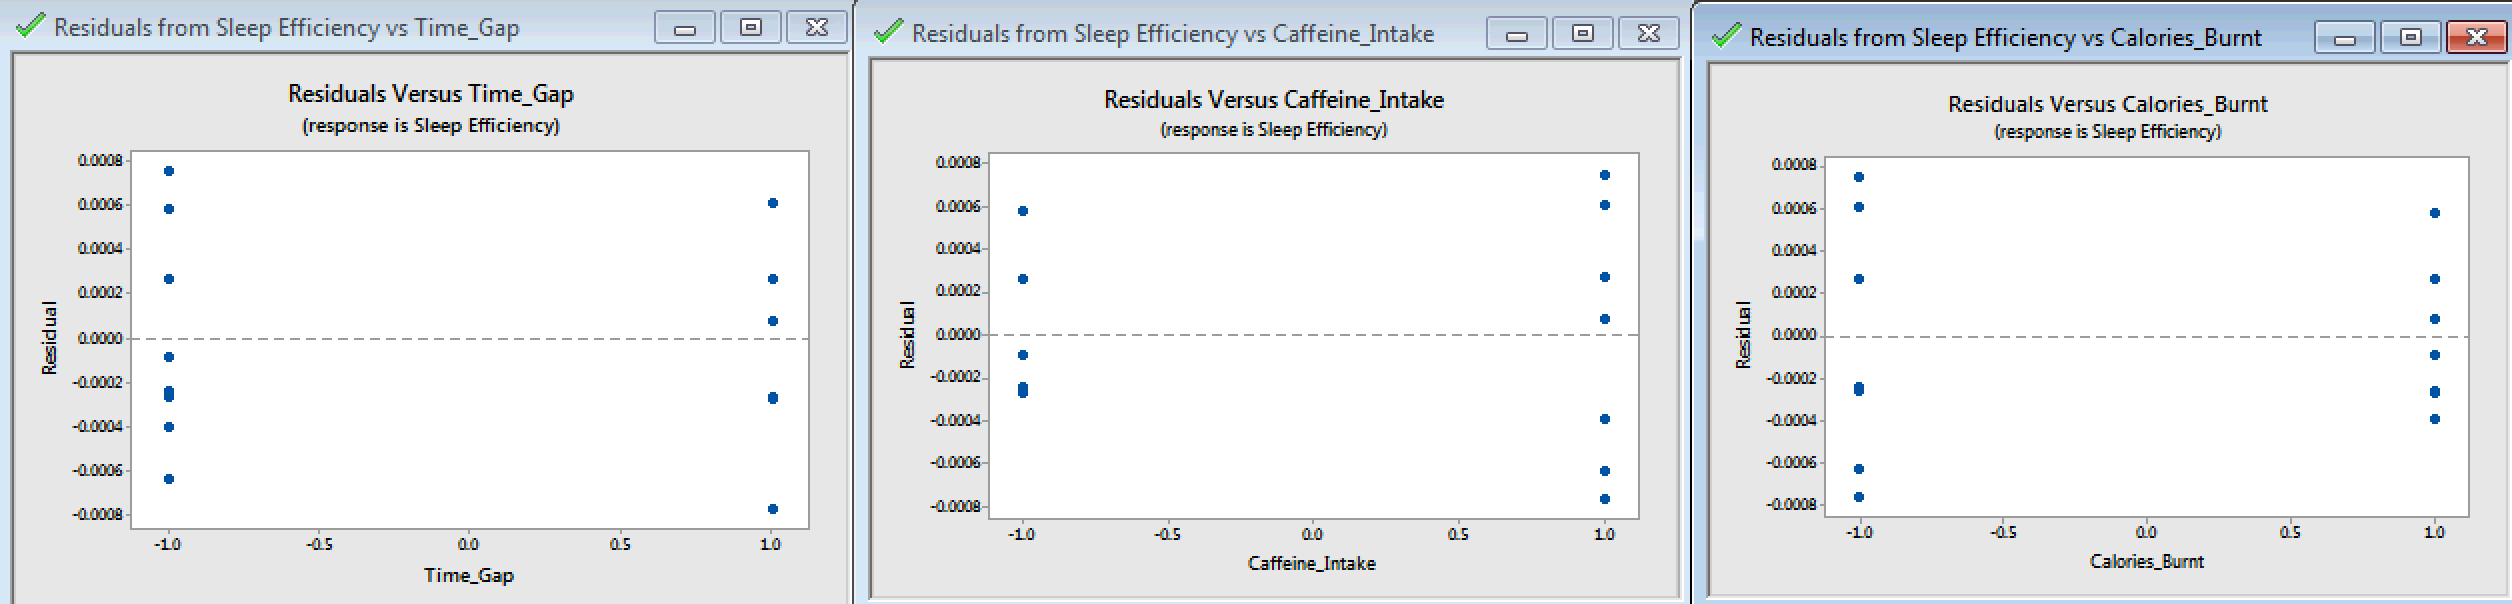 Residuals from Sleep Efficiency vs Time_Gap
Residuals Versus Time_Gap
(response is Sleep Efficiency)
0.0008
0.0006
0.0004
0.0002
0.0000
-0.0002
-0.0004
-0.0006
-0.0008
Residual
-1.0 -0.5 0.0 0.5 1.0
Time_Gap
Residuals from Sleep Efficiency vs Caffeine_Intake
Residuals Versus Caffeine_Intake
(response is Sleep Efficiency)
0.0008
0.0006
0.0004
0.0002
0.0000
-0.0002
-0.0004
-0.0006
-0.0008
Residual
-1.0 -0.5 0.0 0.5 1.0
Caffeine_Intake
Residuals from Sleep Efficiency vs Calories_Burnt
Residuals Versus Calories_Burnt
(response is Sleep Efficiency)
0.0008
0.0006
0.0004
0.0002
0.0000
-0.0002
-0.0004
-0.0006
-0.0008
Residual
-1.0 -0.5 0.0 0.5 1.0
Calories_Burnt